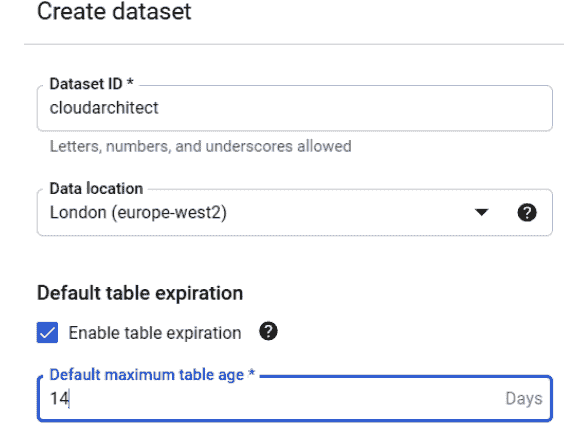 Create dataset
Dataset ID *
cloudarchitect
Letters, numbers, and underscores allowed
Data location
London (europe-west2)
?
Default table expiration
Enable table expiration ?
Default maximum table age *
14 Days